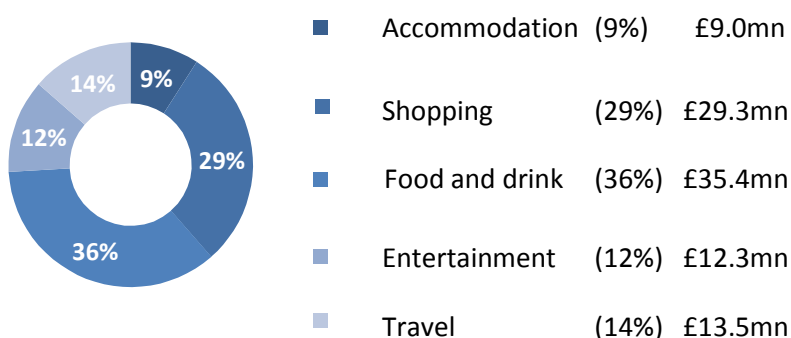 14%
9%
12%
29%
36%
Accommodation (9%) £9.0mn
Shopping (29%) £29.3mn
Food and drink (36%) £35.4mn
Entertainment (12%) £12.3mn
Travel (14%) £13.5mn